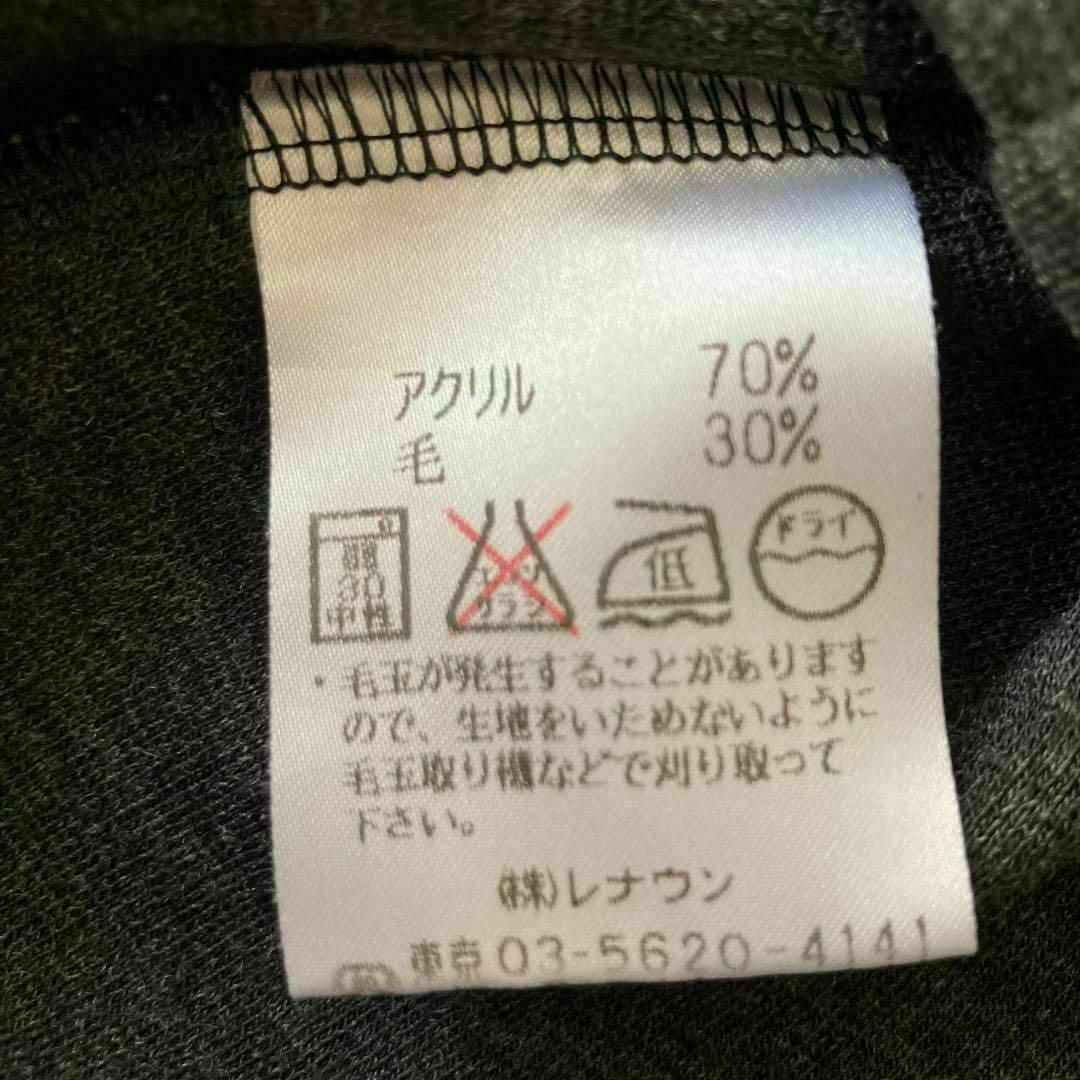 アクリル 70%
毛 30%
弱
30
中性
エンソ
サラシ
低
ドライ
・毛玉が発生することがあります
ので、生地をいためないように
毛玉取り機などで刈り取って
下さい。
(株)レナウン
東京03-5620-4141